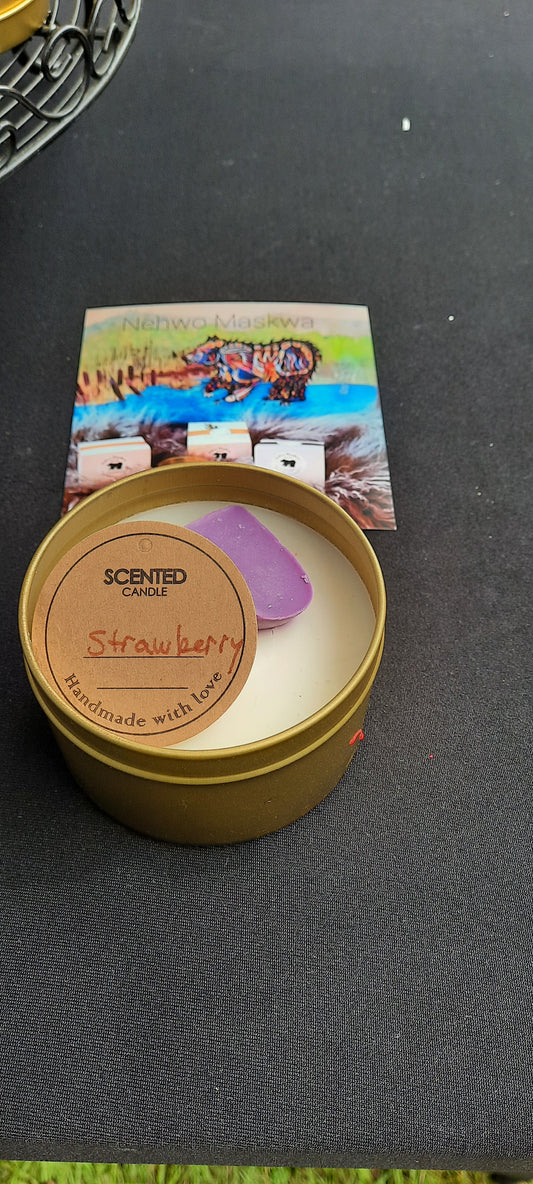 Nehwo Maskwa
SCENTED
CANDLE
Strawberry
Handmade with love